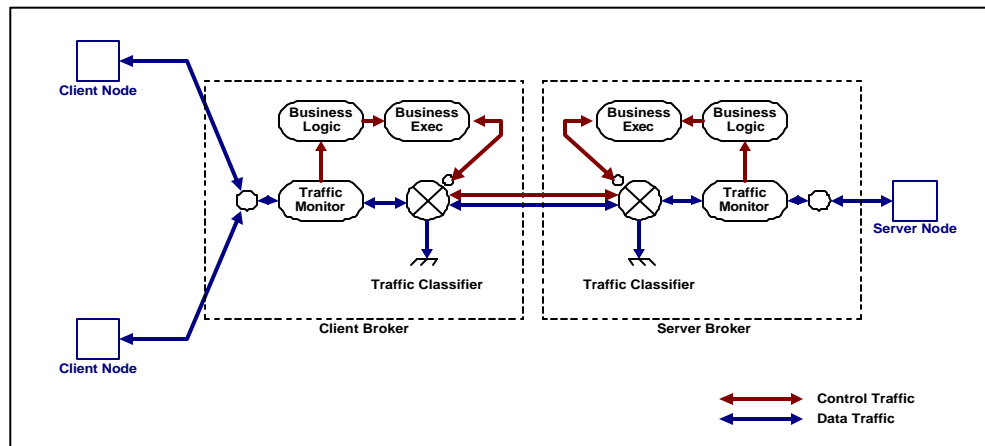 Client Node
Business
Logic
Business
Exec
Business
Exec
Business
Logic
Traffic
Monitor
Traffic
Monitor
Server Node
Traffic Classifier
Traffic Classifier
Client Broker
Server Broker
Client Node
Control Traffic
Data Traffic